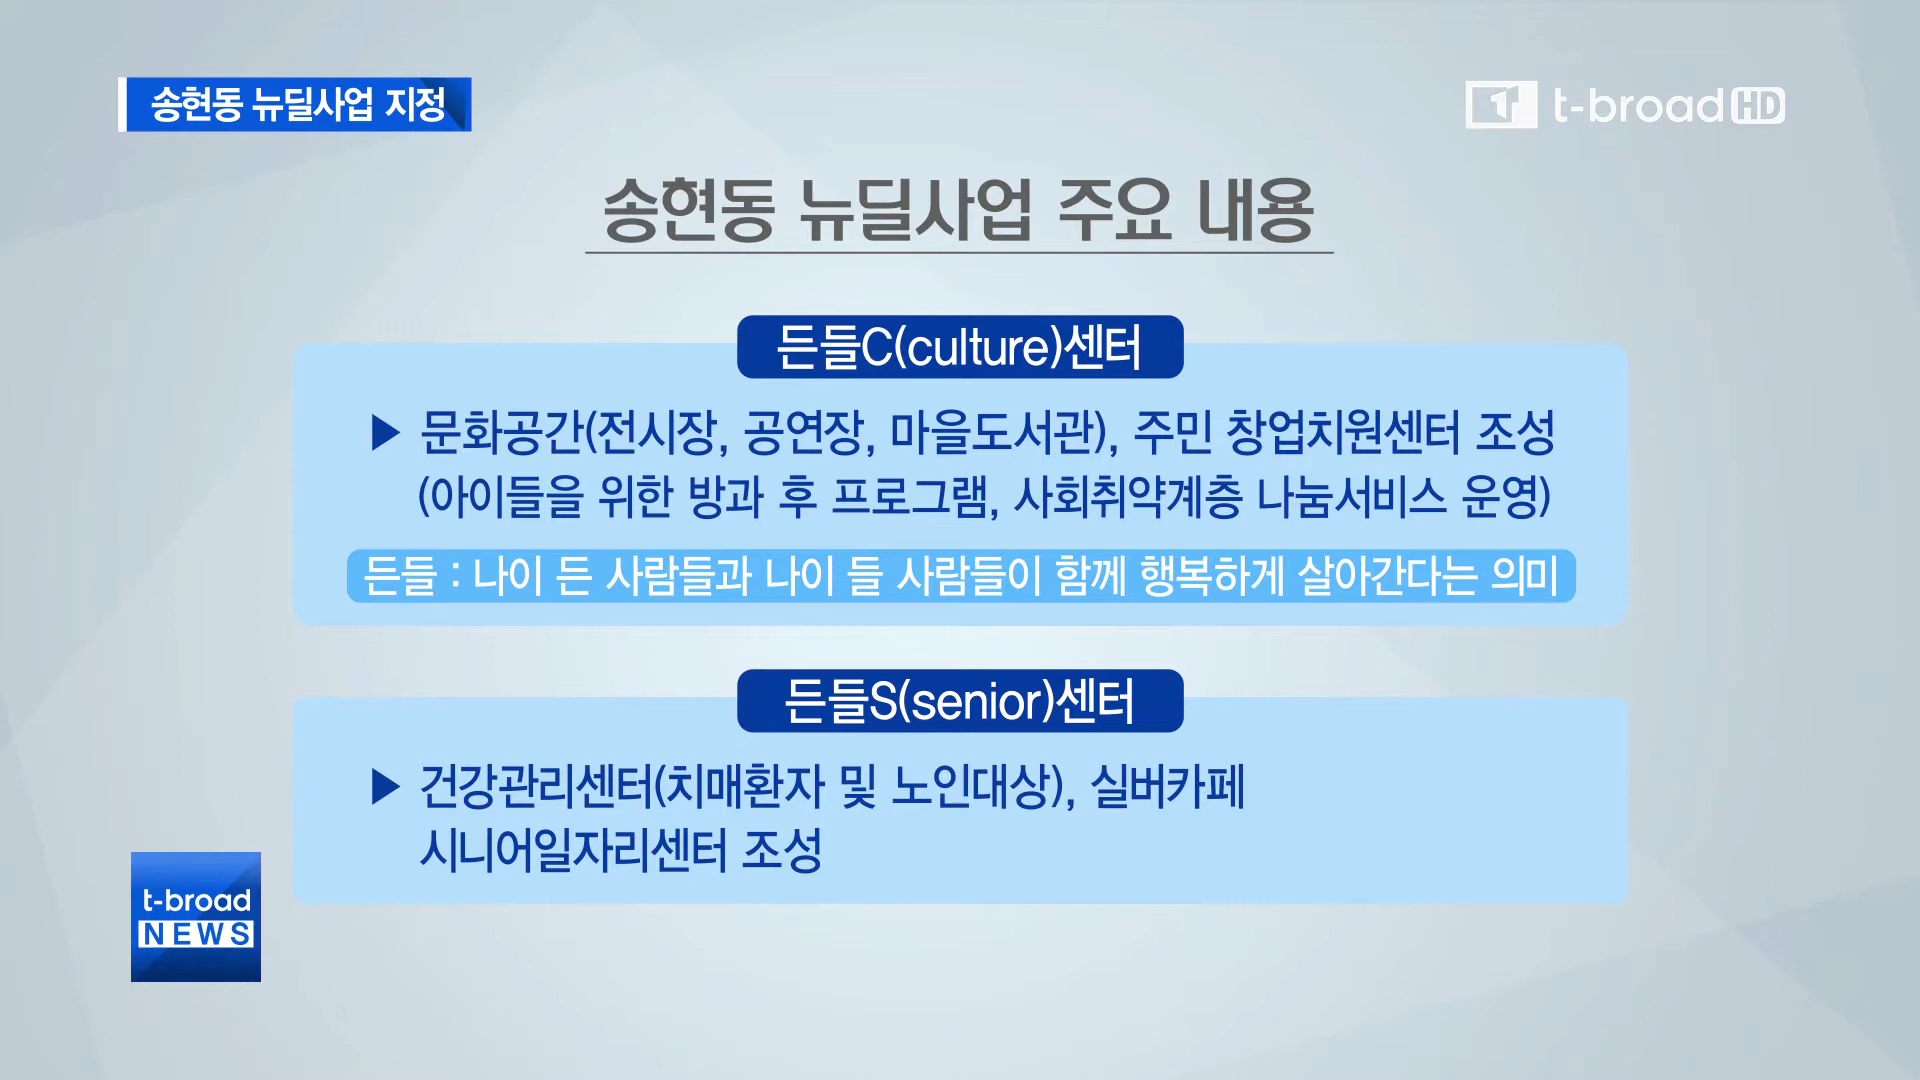 송현동 뉴딜사업 지정
t-broad HD
송현동 뉴딜사업 주요 내용
든들C(culture)센터
▶ 문화공간(전시장, 공연장, 마을도서관), 주민 창업지원센터 조성
(아이들을 위한 방과 후 프로그램, 사회취약계층 나눔서비스 운영)
든들 : 나이 든 사람들과 나이 들 사람들이 함께 행복하게 살아간다는 의미
든들S(senior)센터
▶ 건강관리센터(치매환자 및 노인대상), 실버카페
시니어일자리센터 조성
t-broad
NEWS